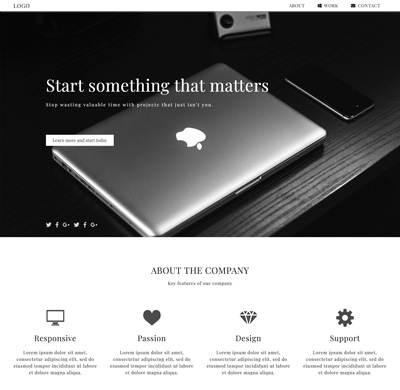 LOGO
ABOUT
WORK
CONTACT
Start something that matters
Stop wasting valuable time with projects that just isn't you.
Learn more and start today
ABOUT THE COMPANY
Key features of our company
Responsive
Lorem ipsum dolor sit amet,
consectetur adipiscing elit, sed do
eiusmod tempor incididunt ut labore
et dolore magna aliqua.
Passion
Lorem ipsum dolor sit amet,
consectetur adipiscing elit, sed do
eiusmod tempor incididunt ut labore
et dolore magna aliqua.
Design
Lorem ipsum dolor sit amet,
consectetur adipiscing elit, sed do
eiusmod tempor incididunt ut labore
et dolore magna aliqua.
Support
Lorem ipsum dolor sit amet,
consectetur adipiscing elit, sed do
eiusmod tempor incididunt ut labore
et dolore magna aliqua.